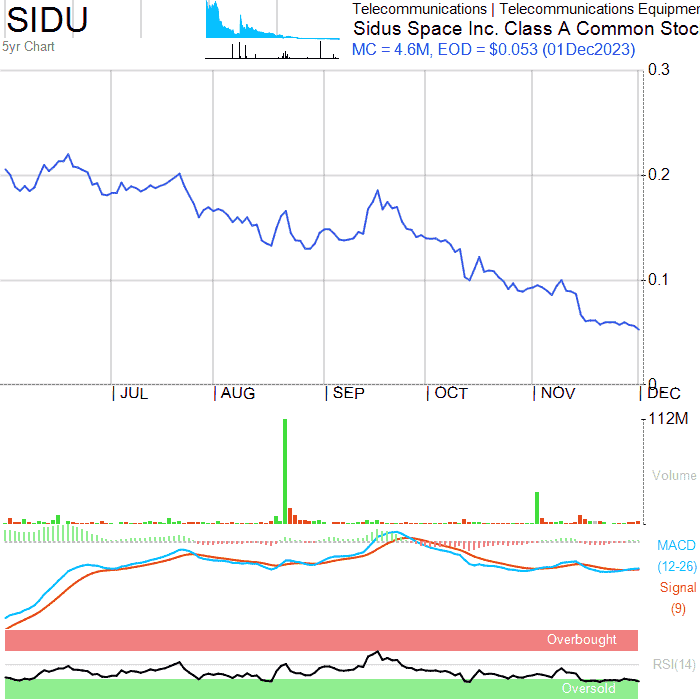 SIDU
5yr Chart
Telecommunications | Telecommunications Equipmen
Sidus Space Inc. Class A Common Stoc
MC = 4.6M, EOD = $0.053 (01Dec2023)
0.3
0.2
0.1
0
| JUL | AUG | SEP | OCT | NOV | DEC
112M
Volume
MACD
(12-26)
Signal
(9)
Overbought
RSI(14)
Oversold